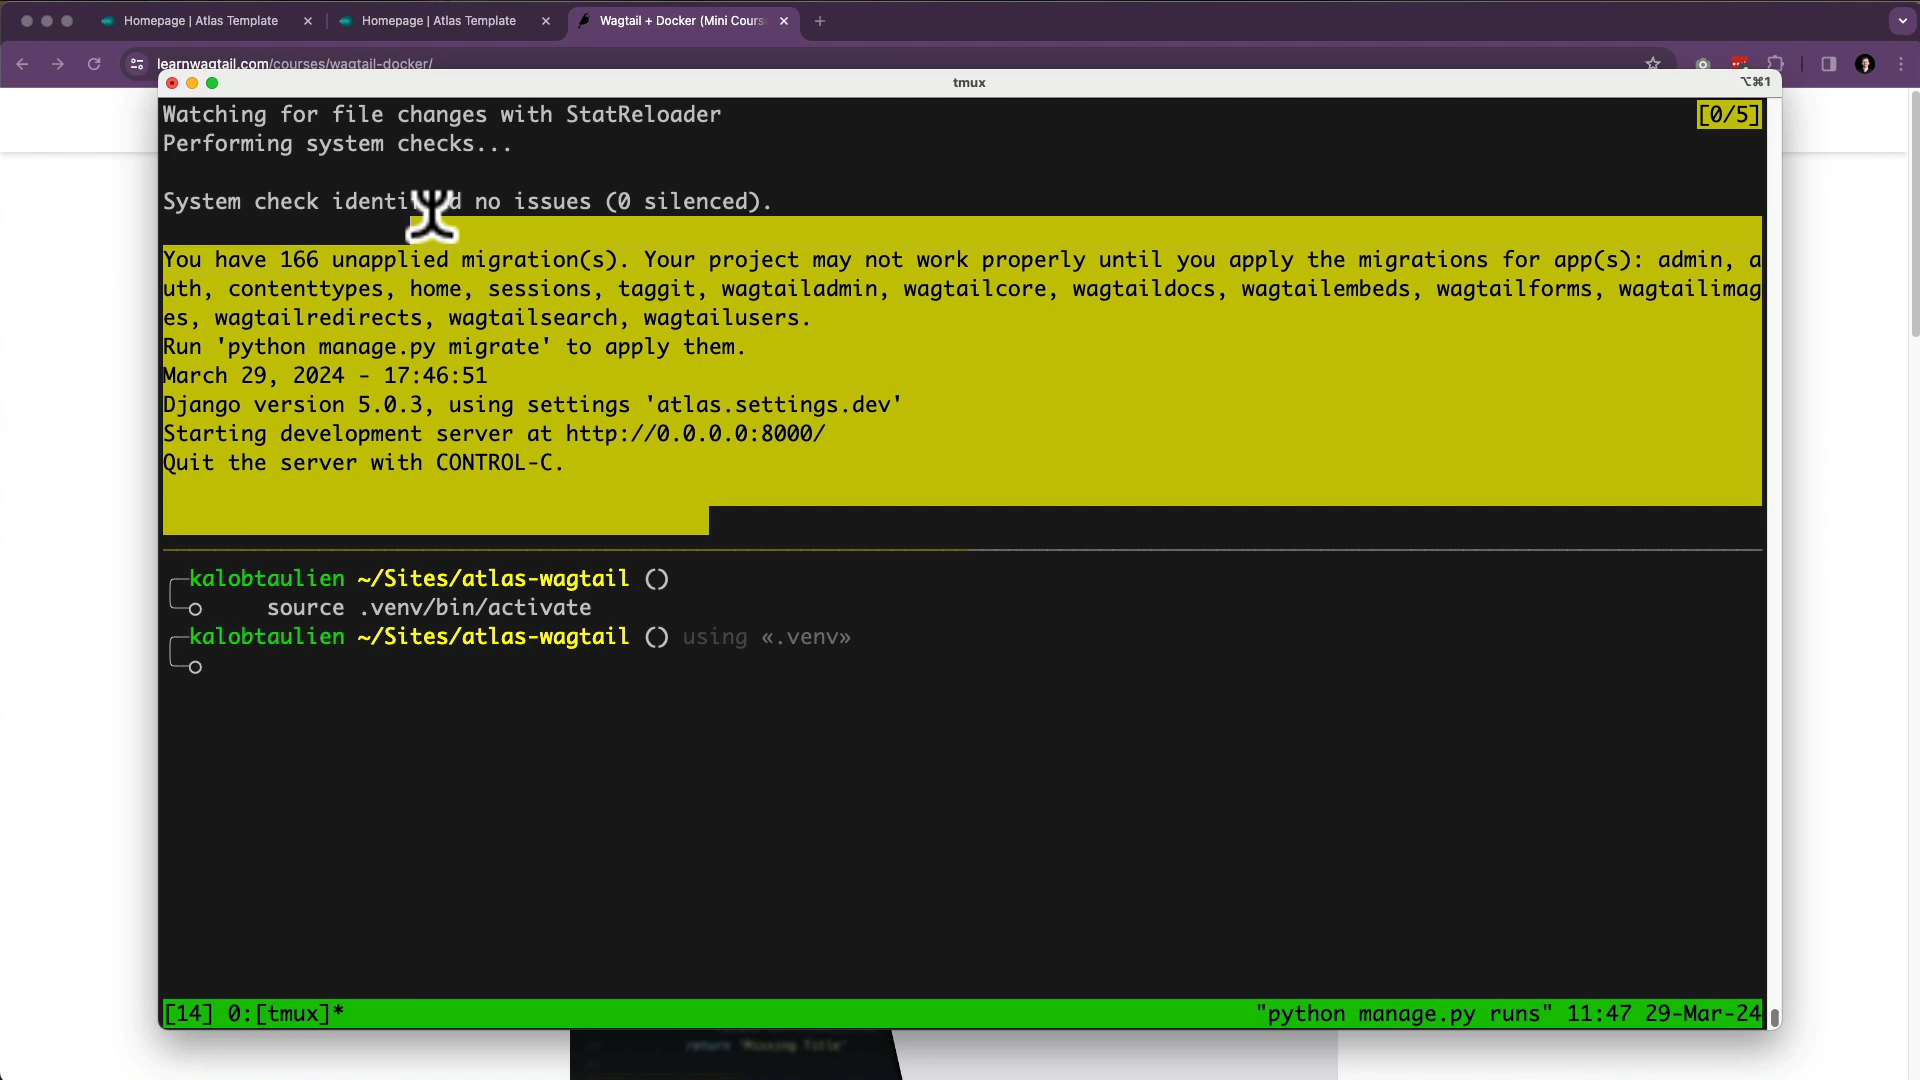 Homepage | Atlas Template
Homepage | Atlas Template
Wagtail + Docker (Mini Cours
learnwagtail.com/courses/wagtail-docker/
tmux
⌥⌘1
Watching for file changes with StatReloader
[0/5]
Performing system checks...
System check identified no issues (0 silenced).
You have 166 unapplied migration(s). Your project may not work properly until you apply the migrations for app(s): admin, a
uth, contenttypes, home, sessions, taggit, wagtailadmin, wagtailcore, wagtaildocs, wagtailembeds, wagtailforms, wagtailimag
es, wagtailredirects, wagtailsearch, wagtailusers.
Run 'python manage.py migrate' to apply them.
March 29, 2024 - 17:46:51
Django version 5.0.3, using settings 'atlas.settings.dev'
Starting development server at http://0.0.0.0:8000/
Quit the server with CONTROL-C.
kalobtaulien ~/Sites/atlas-wagtail ()
source .venv/bin/activate
kalobtaulien ~/Sites/atlas-wagtail () using «.venv»
[14] 0:[tmux]*
"python manage.py runs" 11:47 29-Mar-24
return "Missing Title"